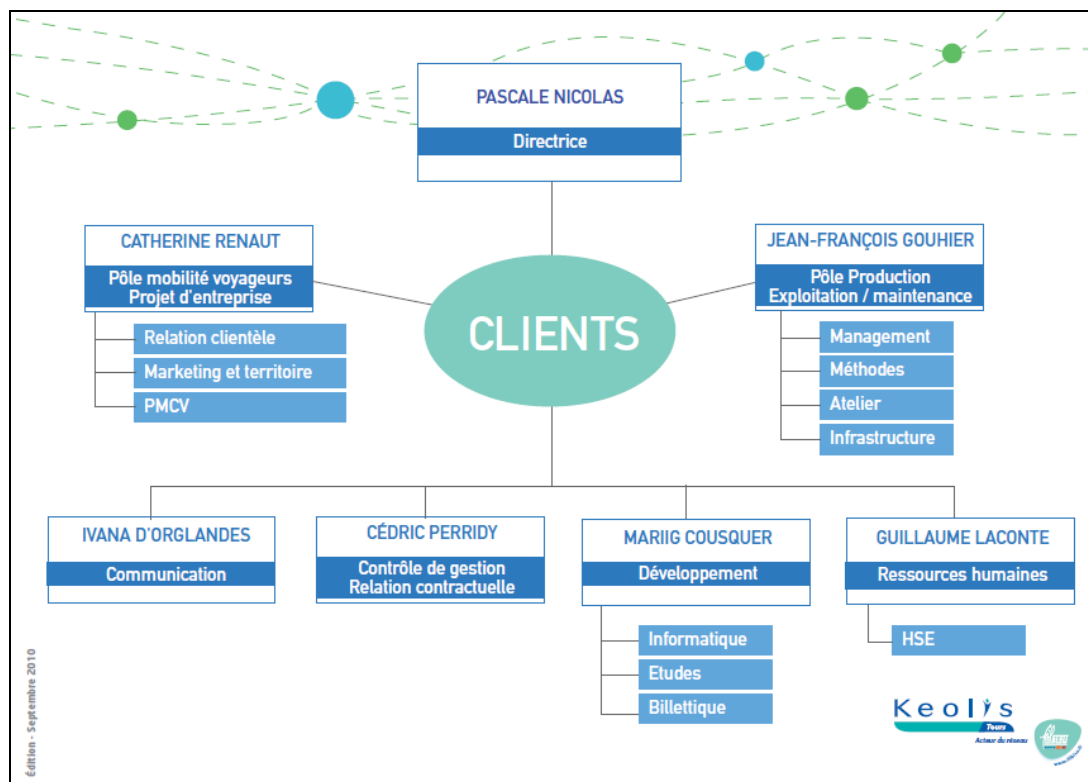 PASCALE NICOLAS
Directrice
CATHERINE RENAUT
Pôle mobilité voyageurs
Projet d'entreprise
Relation clientèle
Marketing et territoire
PMCV
JEAN-FRANÇOIS GOUHIER
Pôle Production
Exploitation / maintenance
Management
Méthodes
Atelier
Infrastructure
CLIENTS
IVANA D'ORGLANDES
Communication
CÉDRIC PERRIDY
Contrôle de gestion
Relation contractuelle
MARIIG COUSQUER
Développement
Informatique
Etudes
Billettique
GUILLAUME LACONTE
Ressources humaines
HSE
Édition - Septembre 2010
Keolis
Tours
Acteur du réseau